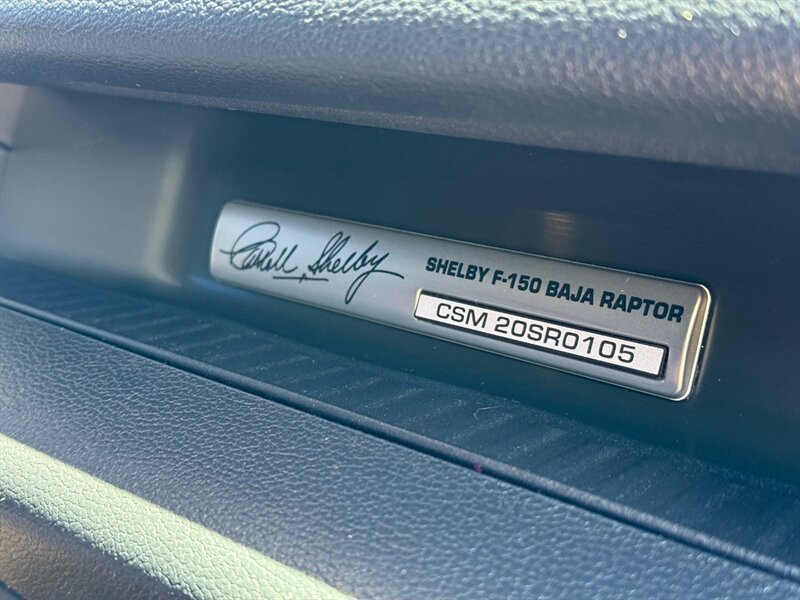 Carroll Shelby
SHELBY F-150 BAJA RAPTOR
CSM 20SR0105